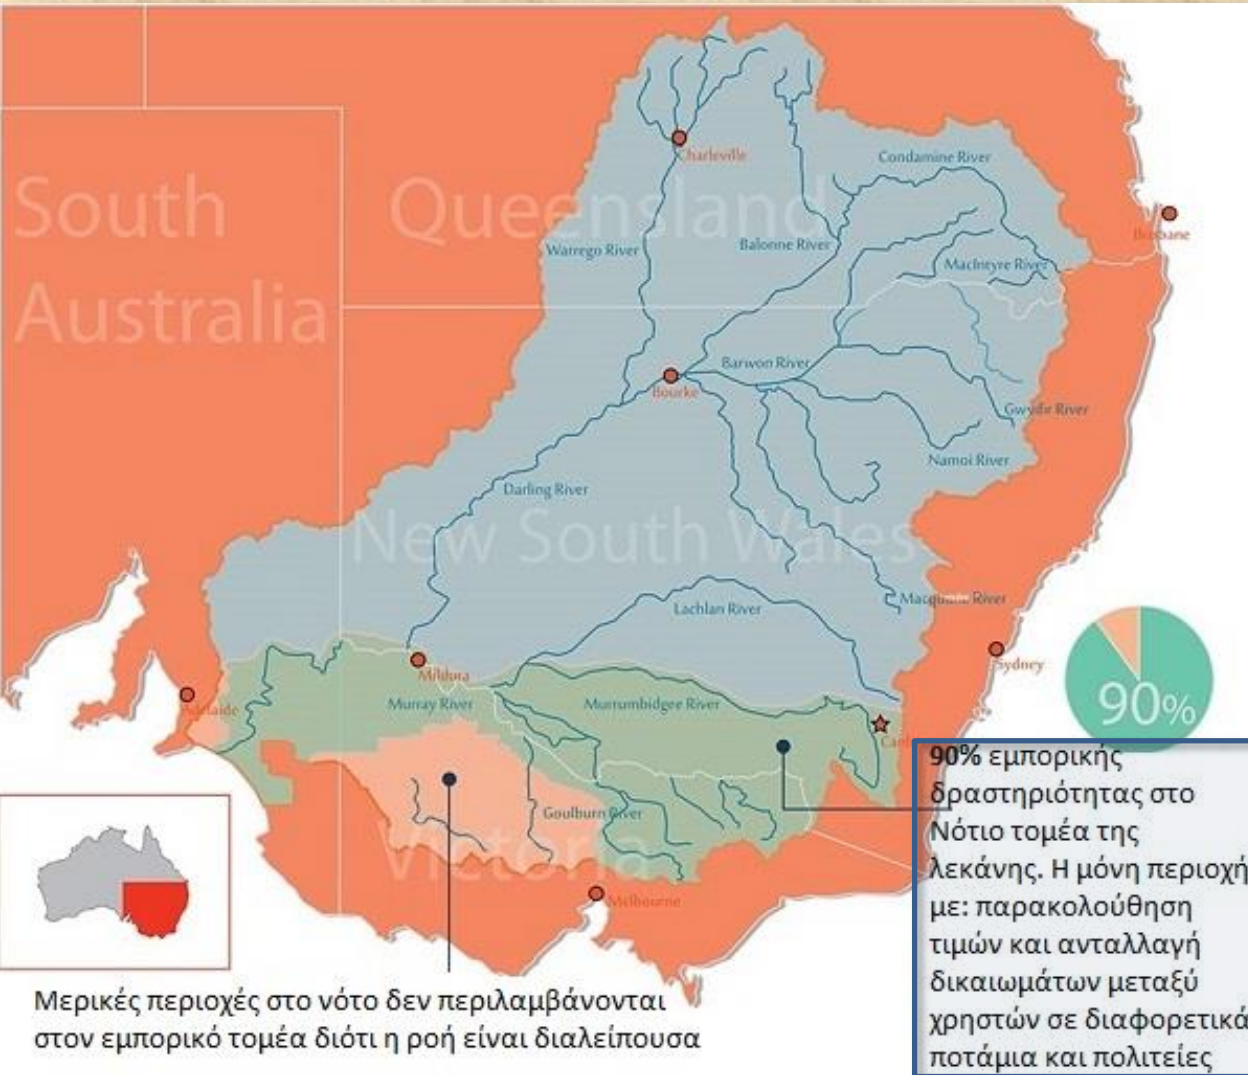 South
Australia
Queensland
New South Wales
Victoria
Charleville
Condamine River
Brisbane
Warrego River
Balonne River
MacIntyre River
Barwon River
Bourke
Gwydir River
Namoi River
Darling River
Lachlan River
Macquarie River
Sydney
Mildura
Adelaide
Murray River
Murrumbidgee River
90%
Goulburn River
Melbourne
90% εμπορικής
δραστηριότητας στο
Νότιο τομέα της
λεκάνης. Η μόνη περιοχή
με: παρακολούθηση
τιμών και ανταλλαγή
δικαιωμάτων μεταξύ
χρηστών σε διαφορετικά
ποτάμια και πολιτείες
Μερικές περιοχές στο νότο δεν περιλαμβάνονται
στον εμπορικό τομέα διότι η ροή είναι διαλείπουσα